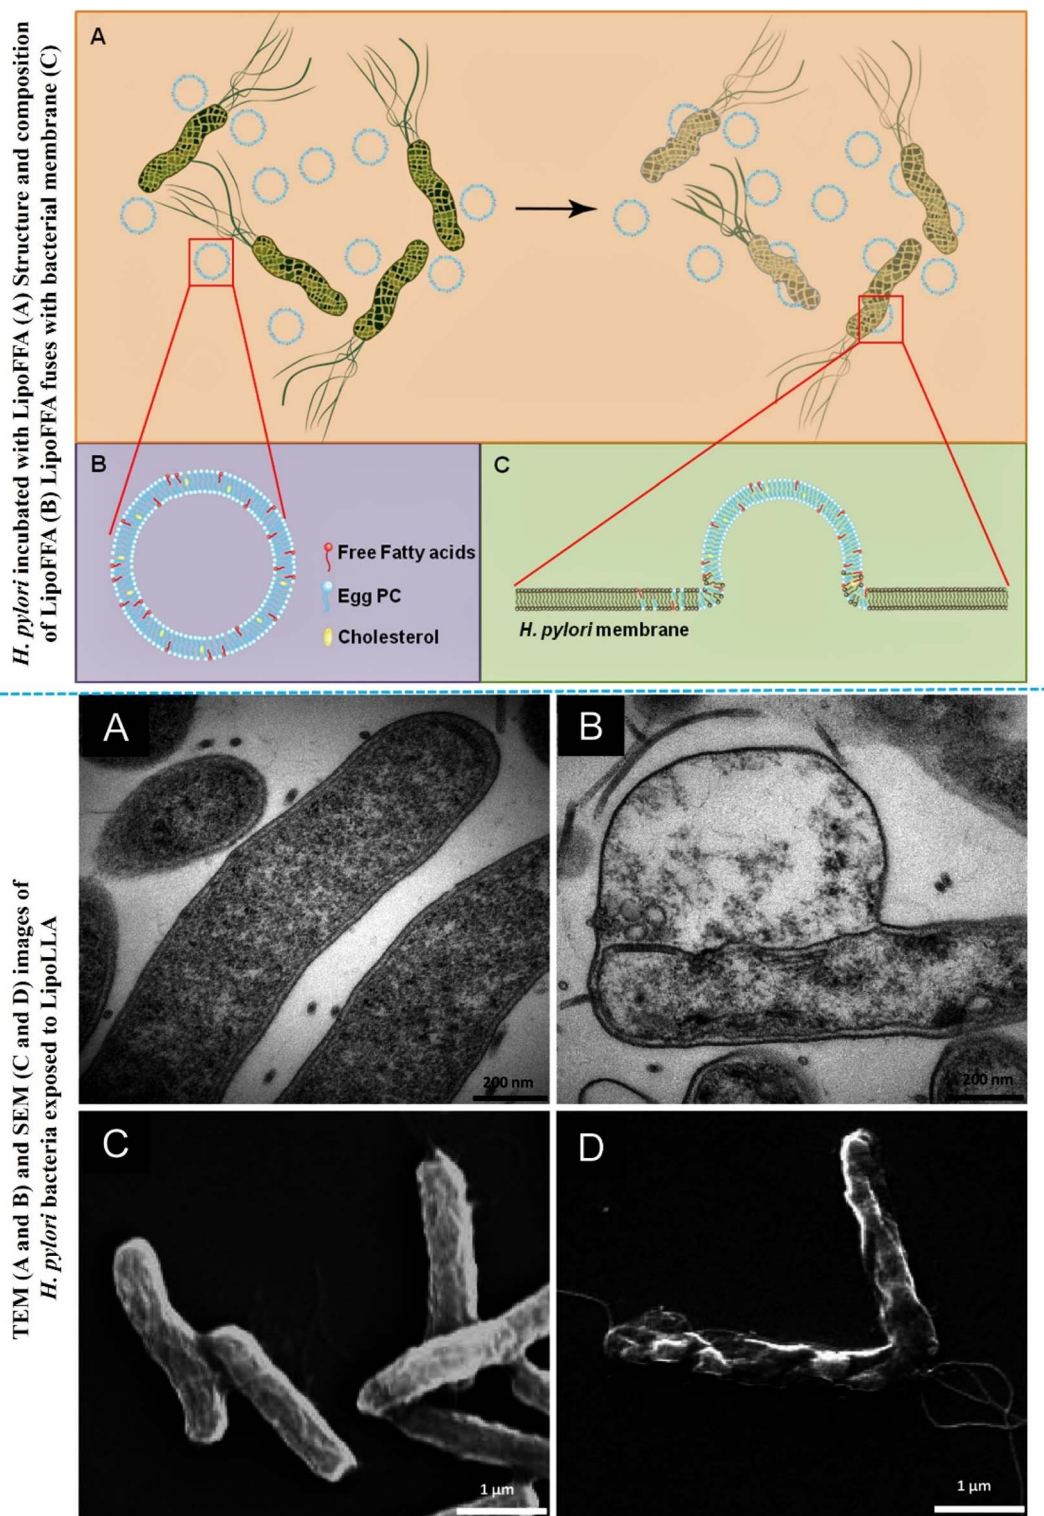 H. pylori incubated with LipoFFA (A) Structure and composition
of LipoFFA (B) LipoFFA fuses with bacterial membrane (C)
A
B
Free Fatty acids
Egg PC
Cholesterol
C
H. pylori membrane
TEM (A and B) and SEM (C and D) images of
H. pylori bacteria exposed to LipoLLA
A
200 nm
B
200 nm
C
1 µm
D
1 µm